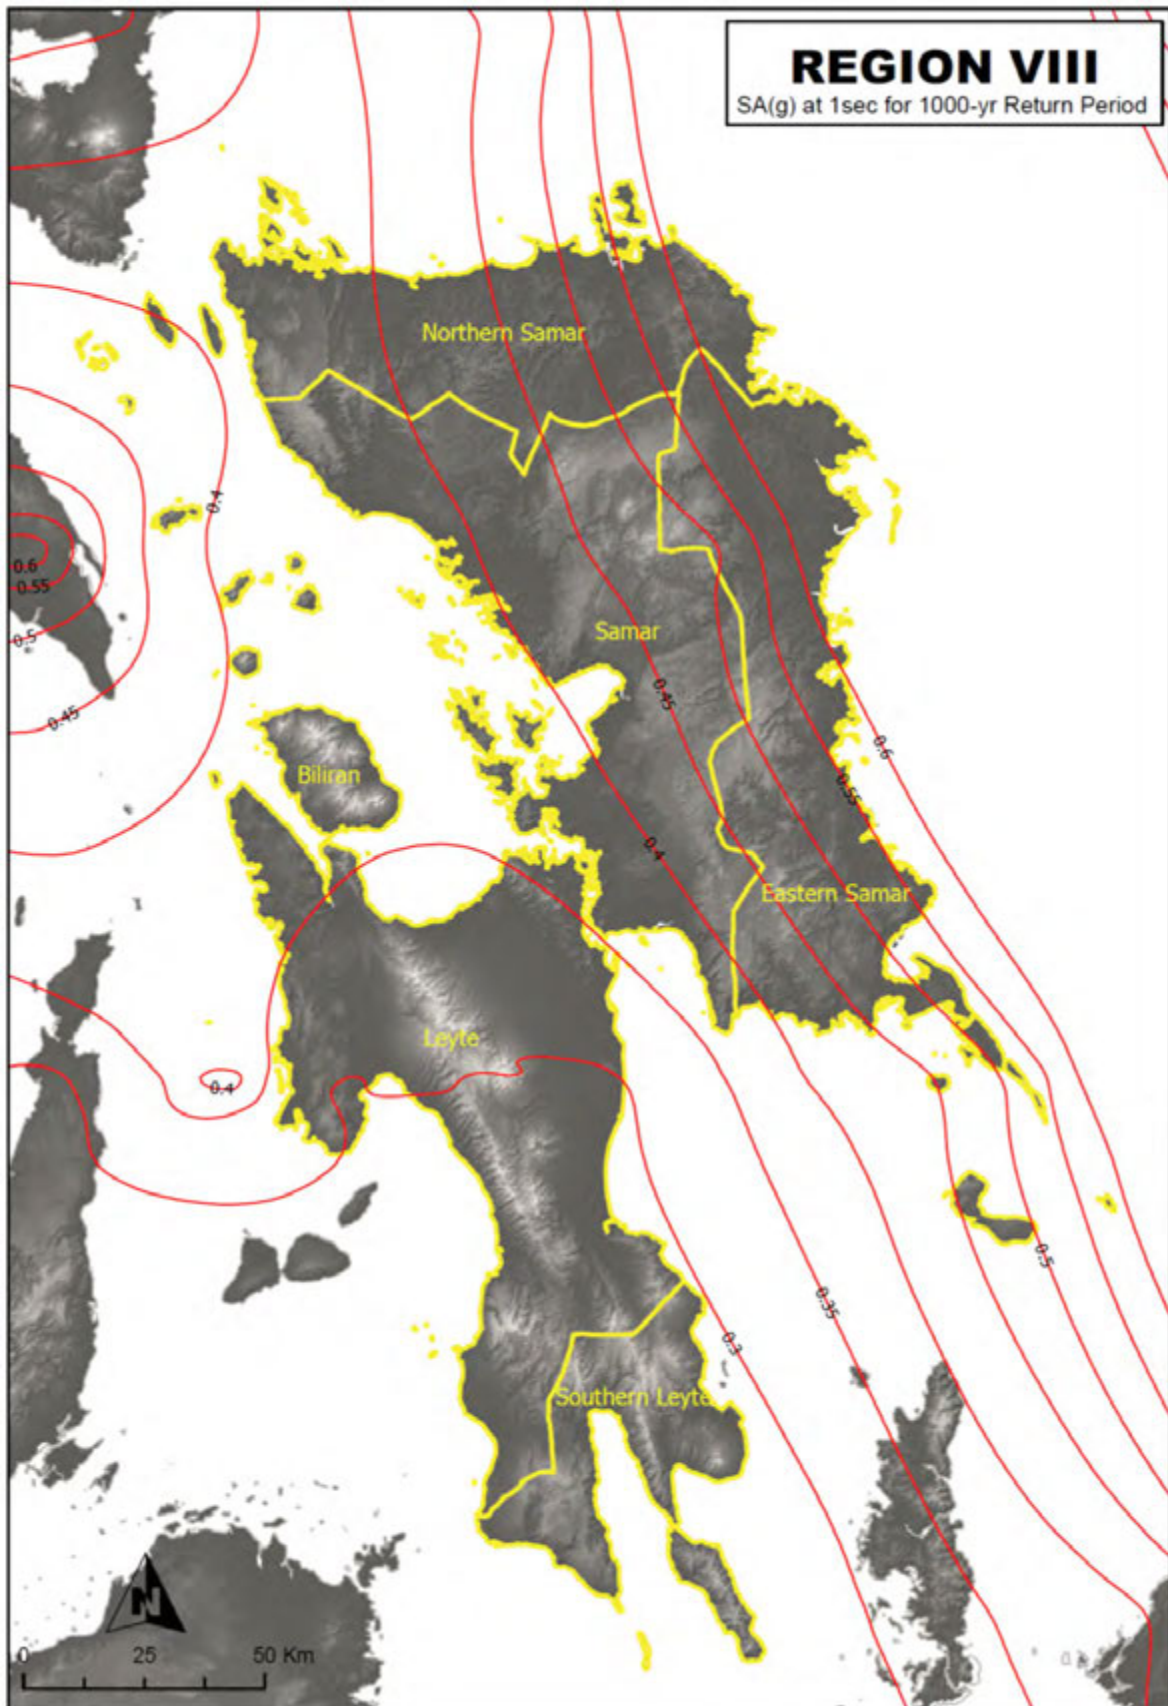 REGION VIII
SA(g) at 1sec for 1000-yr Return Period
Northern Samar
0.4
0.6
0.55
0.5
Samar
0.45
0.45
0.6
Biliran
0.55
0.4
Eastern Samar
Leyte
0.4
0.5
0.35
0.3
Southern Leyte
N
0 25 50 Km